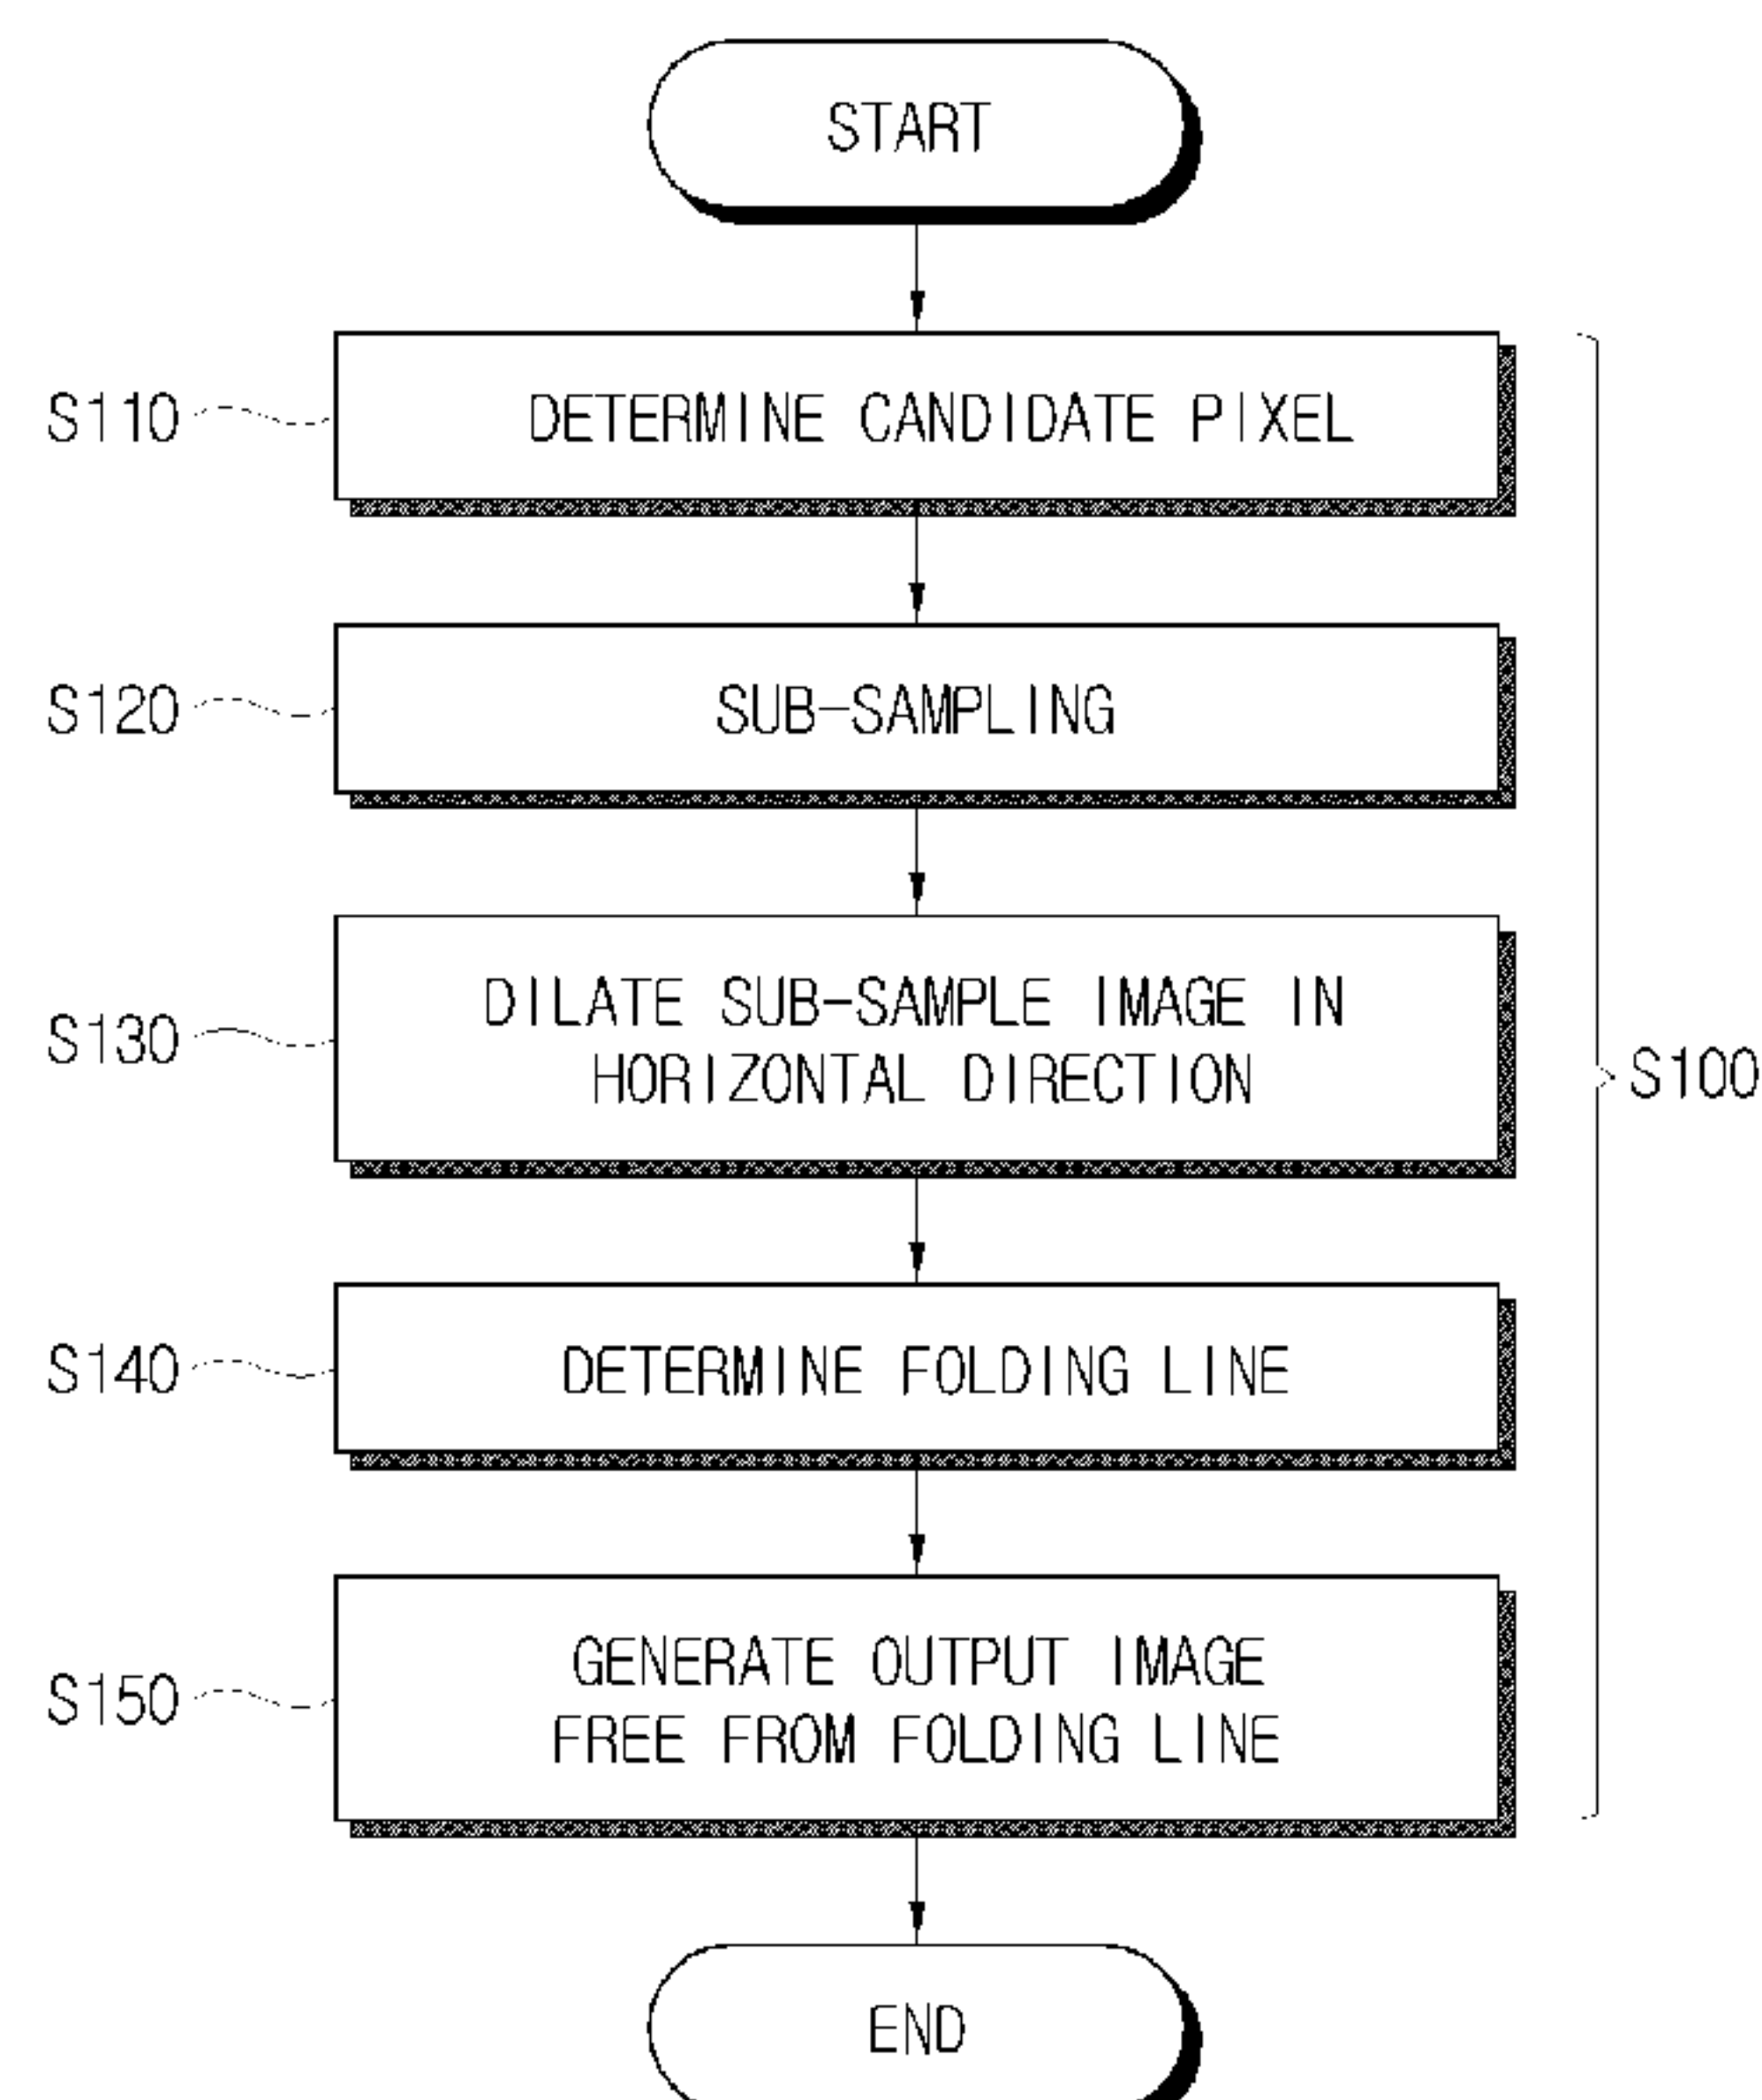 START
S110
DETERMINE CANDIDATE PIXEL
S120
SUB-SAMPLING
S130
DILATE SUB-SAMPLE IMAGE IN
HORIZONTAL DIRECTION
S100
S140
DETERMINE FOLDING LINE
S150
GENERATE OUTPUT IMAGE
FREE FROM FOLDING LINE
END